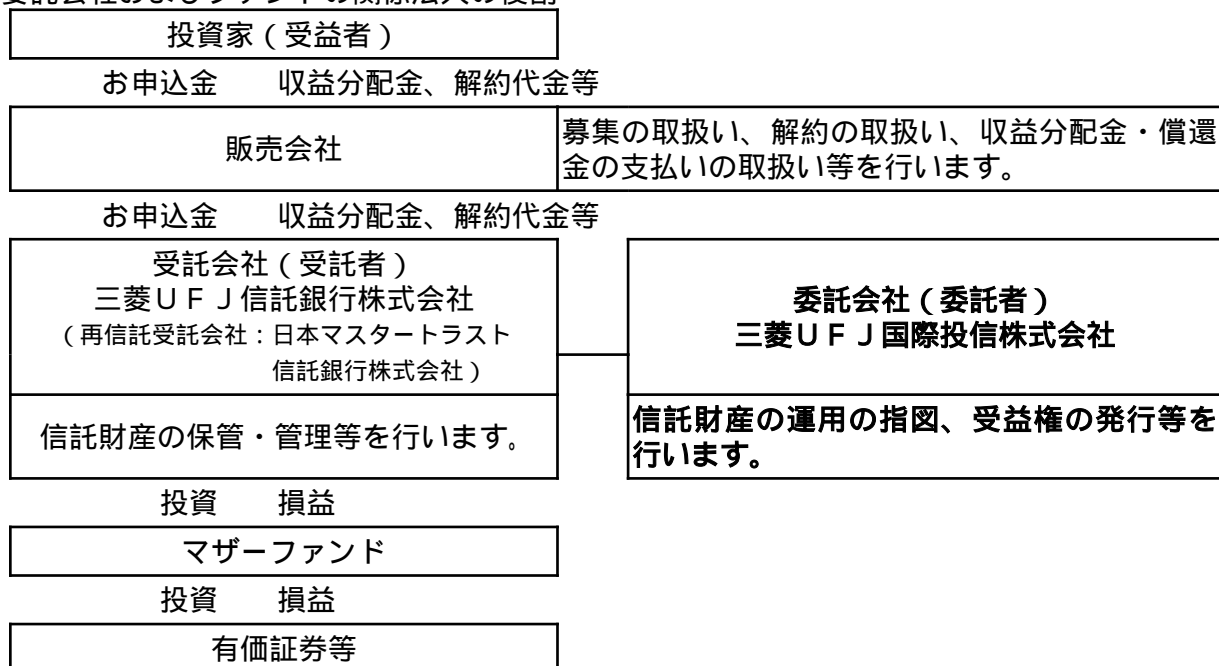 委託会社およびファンドの関係法人の役割
投資家(受益者)
お申込金 収益分配金、解約代金等
販売会社
募集の取扱い、解約の取扱い、収益分配金・償還
金の支払いの取扱い等を行います。
お申込金 収益分配金、解約代金等
受託会社(受託者)
三菱UFJ信託銀行株式会社
(再信託受託会社:日本マスタートラスト
信託銀行株式会社)
委託会社(委託者)
三菱UFJ国際投信株式会社
信託財産の保管・管理等を行います。
信託財産の運用の指図、受益権の発行等を
行います。
投資 損益
マザーファンド
投資 損益
有価証券等